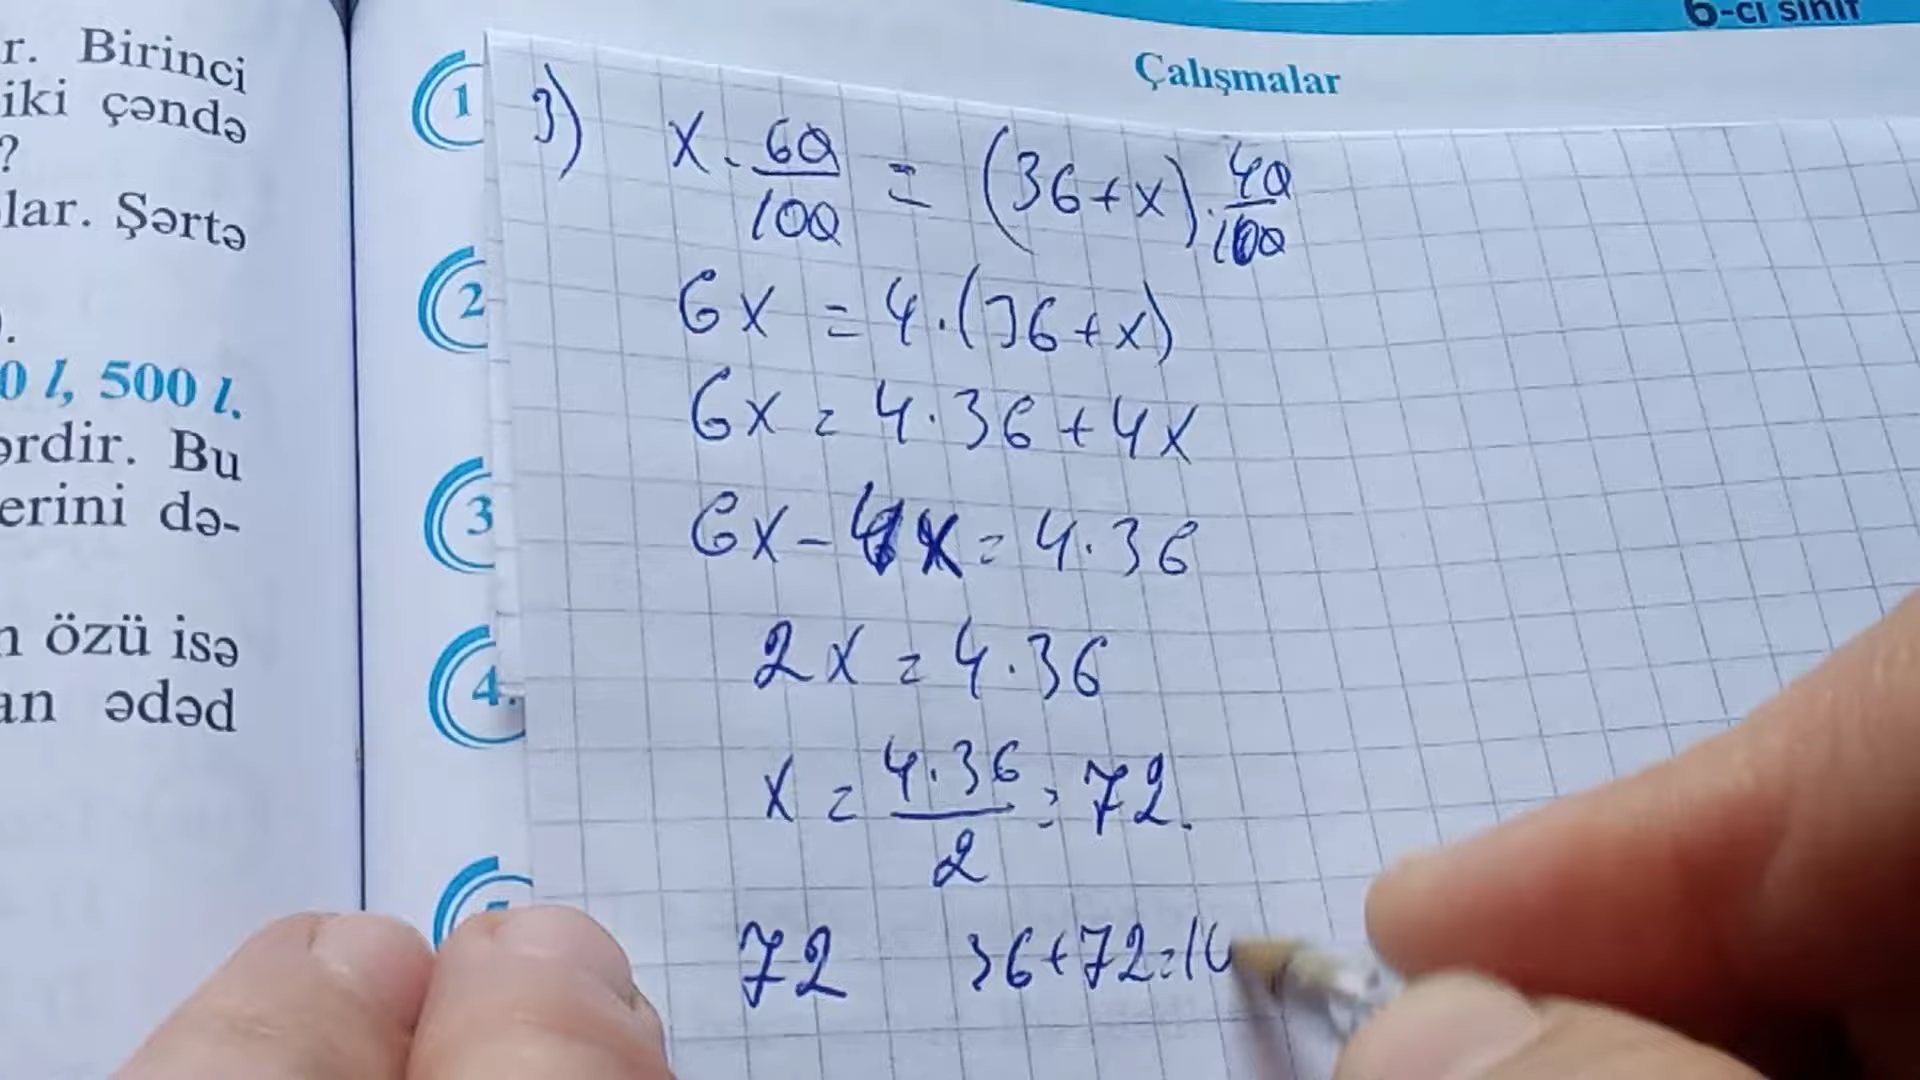 6-cı sinif
Çalışmalar
r. Birinci
iki çəndə
?
lar. Şərtə
).
0 l, 500 l.
ərdir. Bu
erini də-
n özü isə
an ədəd
1
2
3
4.
3) x · 60/100 = (36+x) · 40/100
6x = 4·(36+x)
6x = 4·36+4x
6x-4x=4·36
2x=4·36
x = 4·36/2 = 72.
72 36+72=10